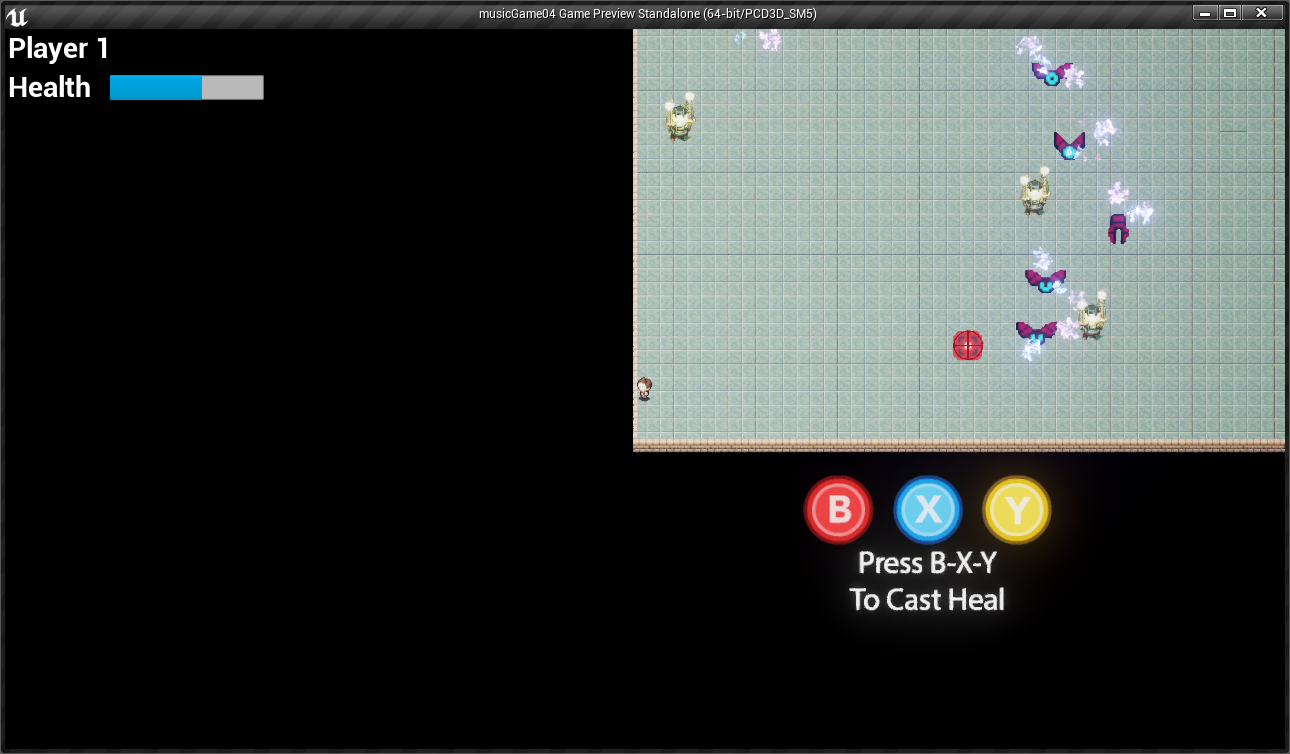 musicGame04 Game Preview Standalone (64-bit/PCD3D_SM5)
Player 1
Health
B X Y
Press B-X-Y
To Cast Heal